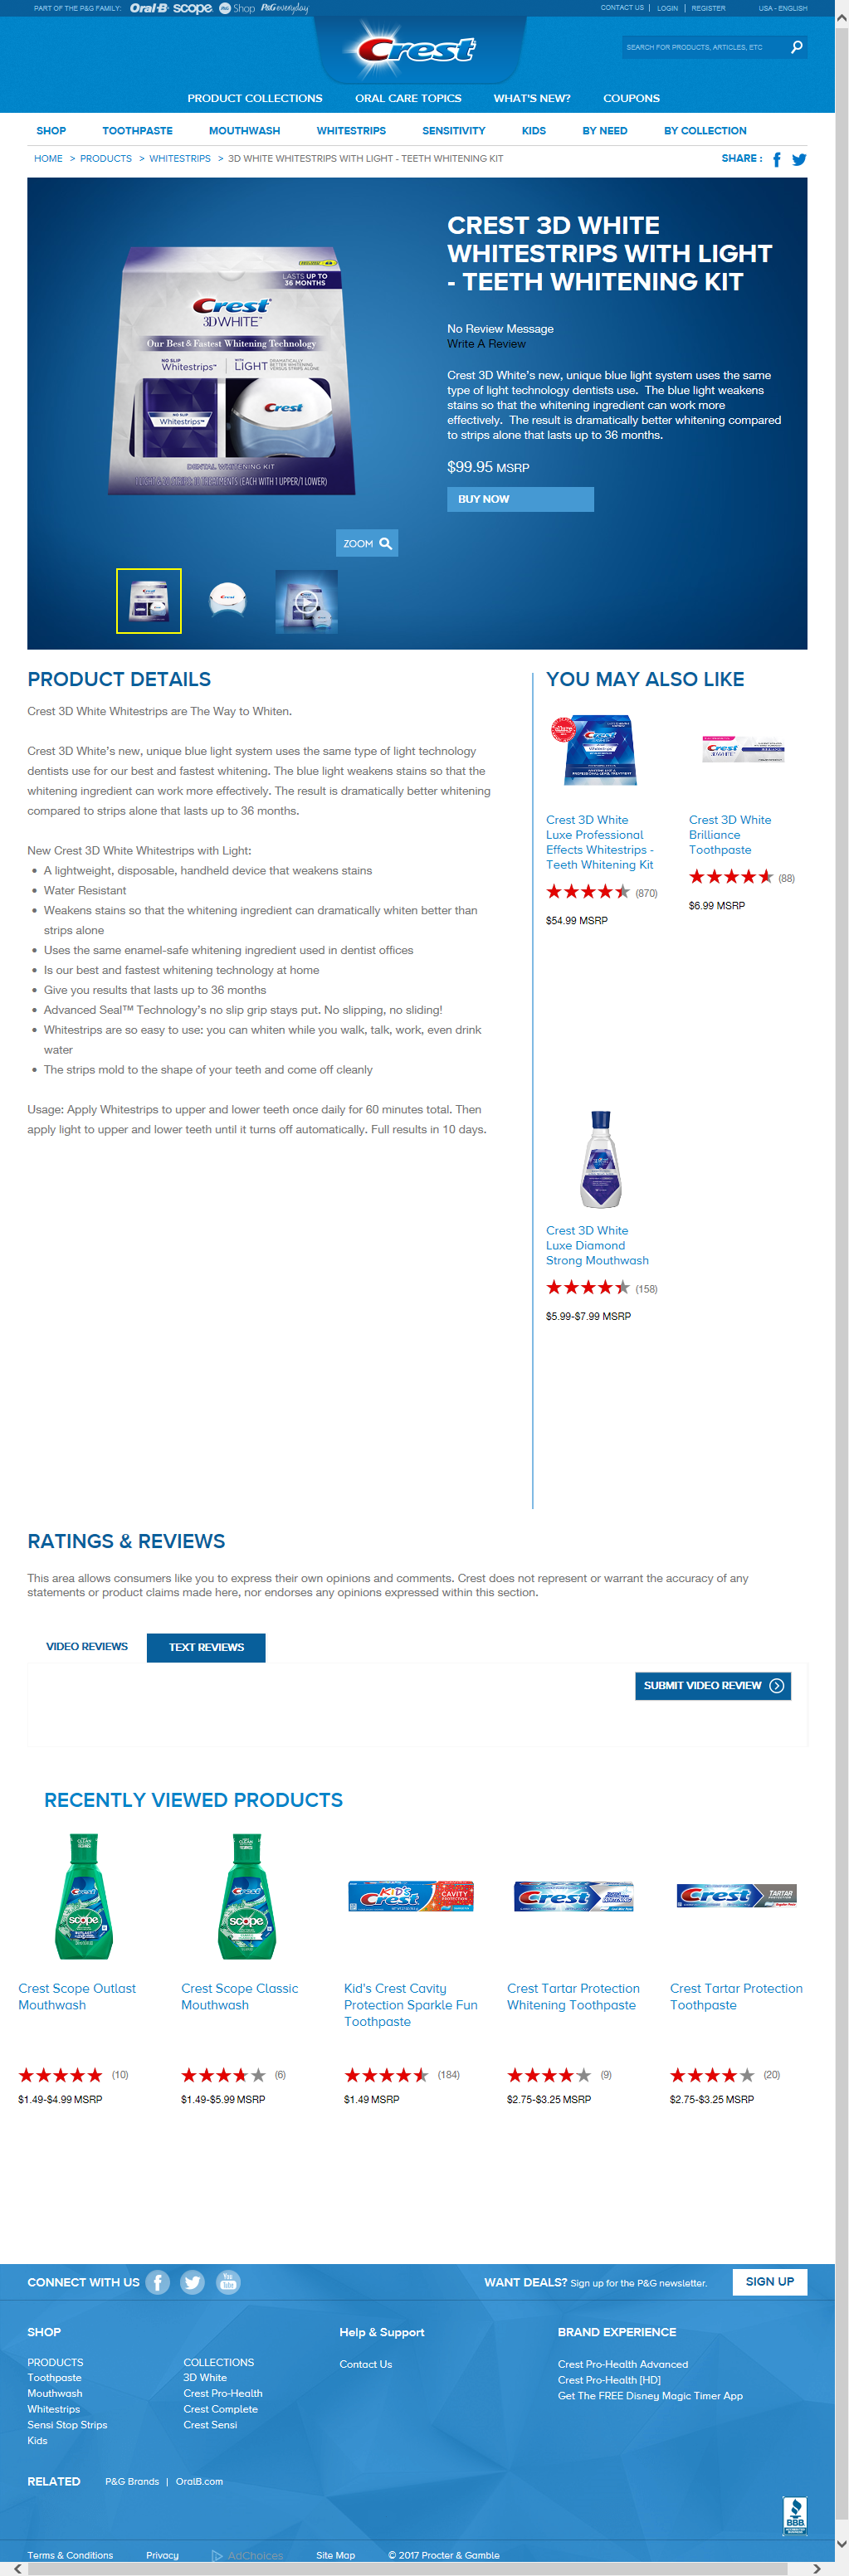 PART OF THE P&G FAMILY: Oral-B scope P&G Shop P&G everyday
CONTACT US | LOGIN | REGISTER USA - ENGLISH
Crest
SEARCH FOR PRODUCTS, ARTICLES, ETC
PRODUCT COLLECTIONS ORAL CARE TOPICS WHAT'S NEW? COUPONS
SHOP TOOTHPASTE MOUTHWASH WHITESTRIPS SENSITIVITY KIDS BY NEED BY COLLECTION
HOME > PRODUCTS > WHITESTRIPS > 3D WHITE WHITESTRIPS WITH LIGHT - TEETH WHITENING KIT
SHARE :
LASTS UP TO
36 MONTHS
Crest
3DWHITE™
Our Best & Fastest Whitening Technology
NO SLIP
Whitestrips™
WITH
LIGHT
DRAMATICALLY
BETTER WHITENING
VERSUS STRIPS ALONE
NO SLIP
Whitestrips™
Crest
DENTAL WHITENING KIT
(EACH WITH 1 UPPER/1 LOWER)
ZOOM
CREST 3D WHITE
WHITESTRIPS WITH LIGHT
- TEETH WHITENING KIT
No Review Message
Write A Review
Crest 3D White's new, unique blue light system uses the same
type of light technology dentists use. The blue light weakens
stains so that the whitening ingredient can work more
effectively. The result is dramatically better whitening compared
to strips alone that lasts up to 36 months.
$99.95 MSRP
BUY NOW
PRODUCT DETAILS
Crest 3D White Whitestrips are The Way to Whiten.
Crest 3D White's new, unique blue light system uses the same type of light technology
dentists use for our best and fastest whitening. The blue light weakens stains so that the
whitening ingredient can work more effectively. The result is dramatically better whitening
compared to strips alone that lasts up to 36 months.
New Crest 3D White Whitestrips with Light:
• A lightweight, disposable, handheld device that weakens stains
• Water Resistant
• Weakens stains so that the whitening ingredient can dramatically whiten better than
strips alone
• Uses the same enamel-safe whitening ingredient used in dentist offices
• Is our best and fastest whitening technology at home
• Give you results that lasts up to 36 months
• Advanced Seal™ Technology's no slip grip stays put. No slipping, no sliding!
• Whitestrips are so easy to use: you can whiten while you walk, talk, work, even drink
water
• The strips mold to the shape of your teeth and come off cleanly
Usage: Apply Whitestrips to upper and lower teeth once daily for 60 minutes total. Then
apply light to upper and lower teeth until it turns off automatically. Full results in 10 days.
YOU MAY ALSO LIKE
Crest 3D White
Luxe Professional
Effects Whitestrips -
Teeth Whitening Kit
(870)
$54.99 MSRP
Crest 3D White
Brilliance
Toothpaste
(88)
$6.99 MSRP
Crest 3D White
Luxe Diamond
Strong Mouthwash
(158)
$5.99-$7.99 MSRP
RATINGS & REVIEWS
This area allows consumers like you to express their own opinions and comments. Crest does not represent or warrant the accuracy of any
statements or product claims made here, nor endorses any opinions expressed within this section.
VIDEO REVIEWS TEXT REVIEWS
SUBMIT VIDEO REVIEW
RECENTLY VIEWED PRODUCTS
Crest Scope Outlast
Mouthwash
(10)
$1.49-$4.99 MSRP
Crest Scope Classic
Mouthwash
(6)
$1.49-$5.99 MSRP
Kid's Crest Cavity
Protection Sparkle Fun
Toothpaste
(184)
$1.49 MSRP
Crest Tartar Protection
Whitening Toothpaste
(9)
$2.75-$3.25 MSRP
Crest Tartar Protection
Toothpaste
(20)
$2.75-$3.25 MSRP
CONNECT WITH US
WANT DEALS? Sign up for the P&G newsletter.
SIGN UP
SHOP
PRODUCTS
Toothpaste
Mouthwash
Whitestrips
Sensi Stop Strips
Kids
COLLECTIONS
3D White
Crest Pro-Health
Crest Complete
Crest Sensi
Help & Support
Contact Us
BRAND EXPERIENCE
Crest Pro-Health Advanced
Crest Pro-Health [HD]
Get The FREE Disney Magic Timer App
RELATED P&G Brands | OralB.com
BBB
Terms & Conditions Privacy AdChoices Site Map © 2017 Procter & Gamble